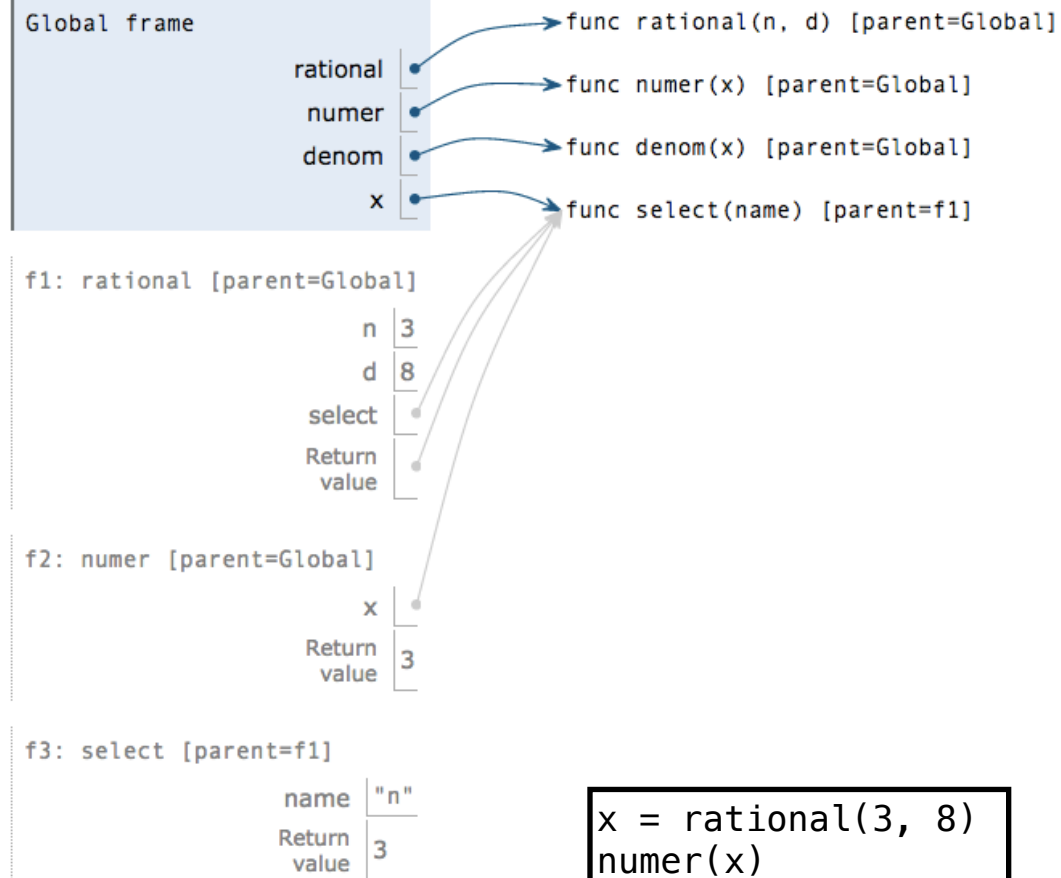 Global frame
rational
numer
denom
x
func rational(n, d) [parent=Global]
func numer(x) [parent=Global]
func denom(x) [parent=Global]
func select(name) [parent=f1]
f1: rational [parent=Global]
n 3
d 8
select
Return
value
f2: numer [parent=Global]
x
Return
value 3
f3: select [parent=f1]
name "n"
Return
value 3
x = rational(3, 8)
numer(x)